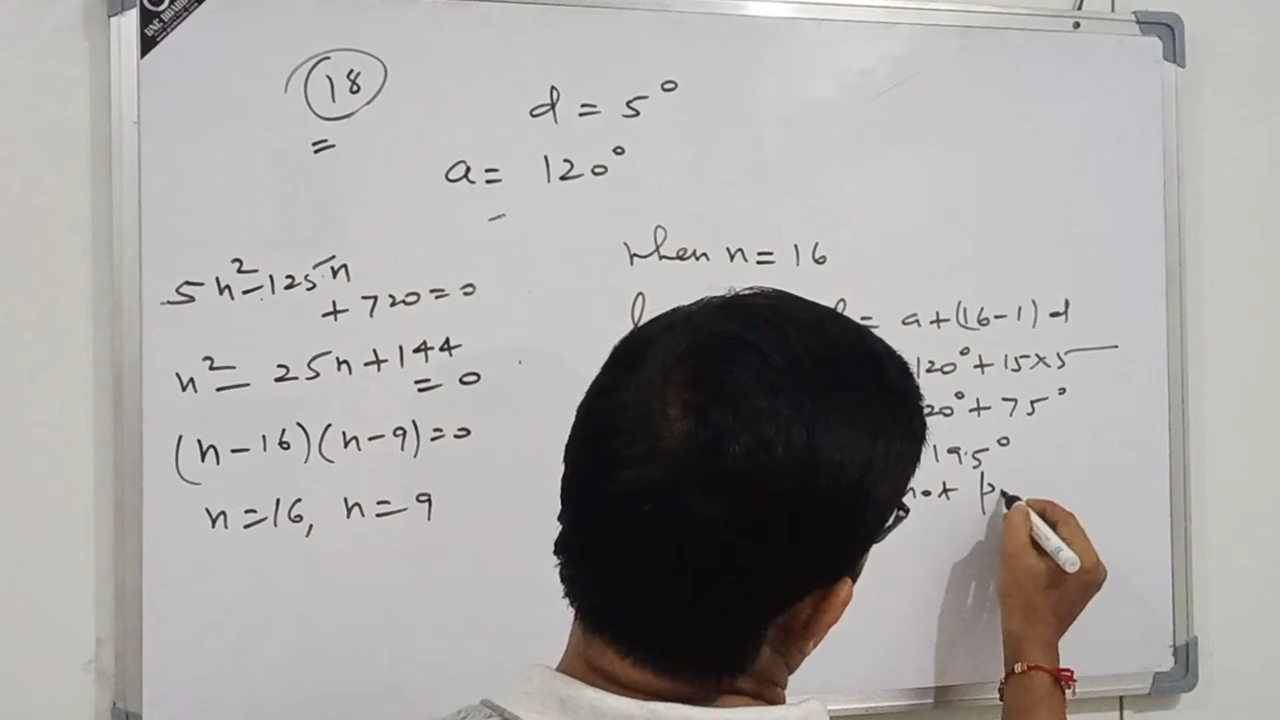 18
=
d = 5°
a = 120°
5n² - 125n
+ 720 = 0
n² - 25n + 144
= 0
(n - 16)(n - 9) = 0
n = 16, n = 9
when n = 16
l = a + (16 - 1) d
120° + 15 × 5
20° + 75°
195°
not p